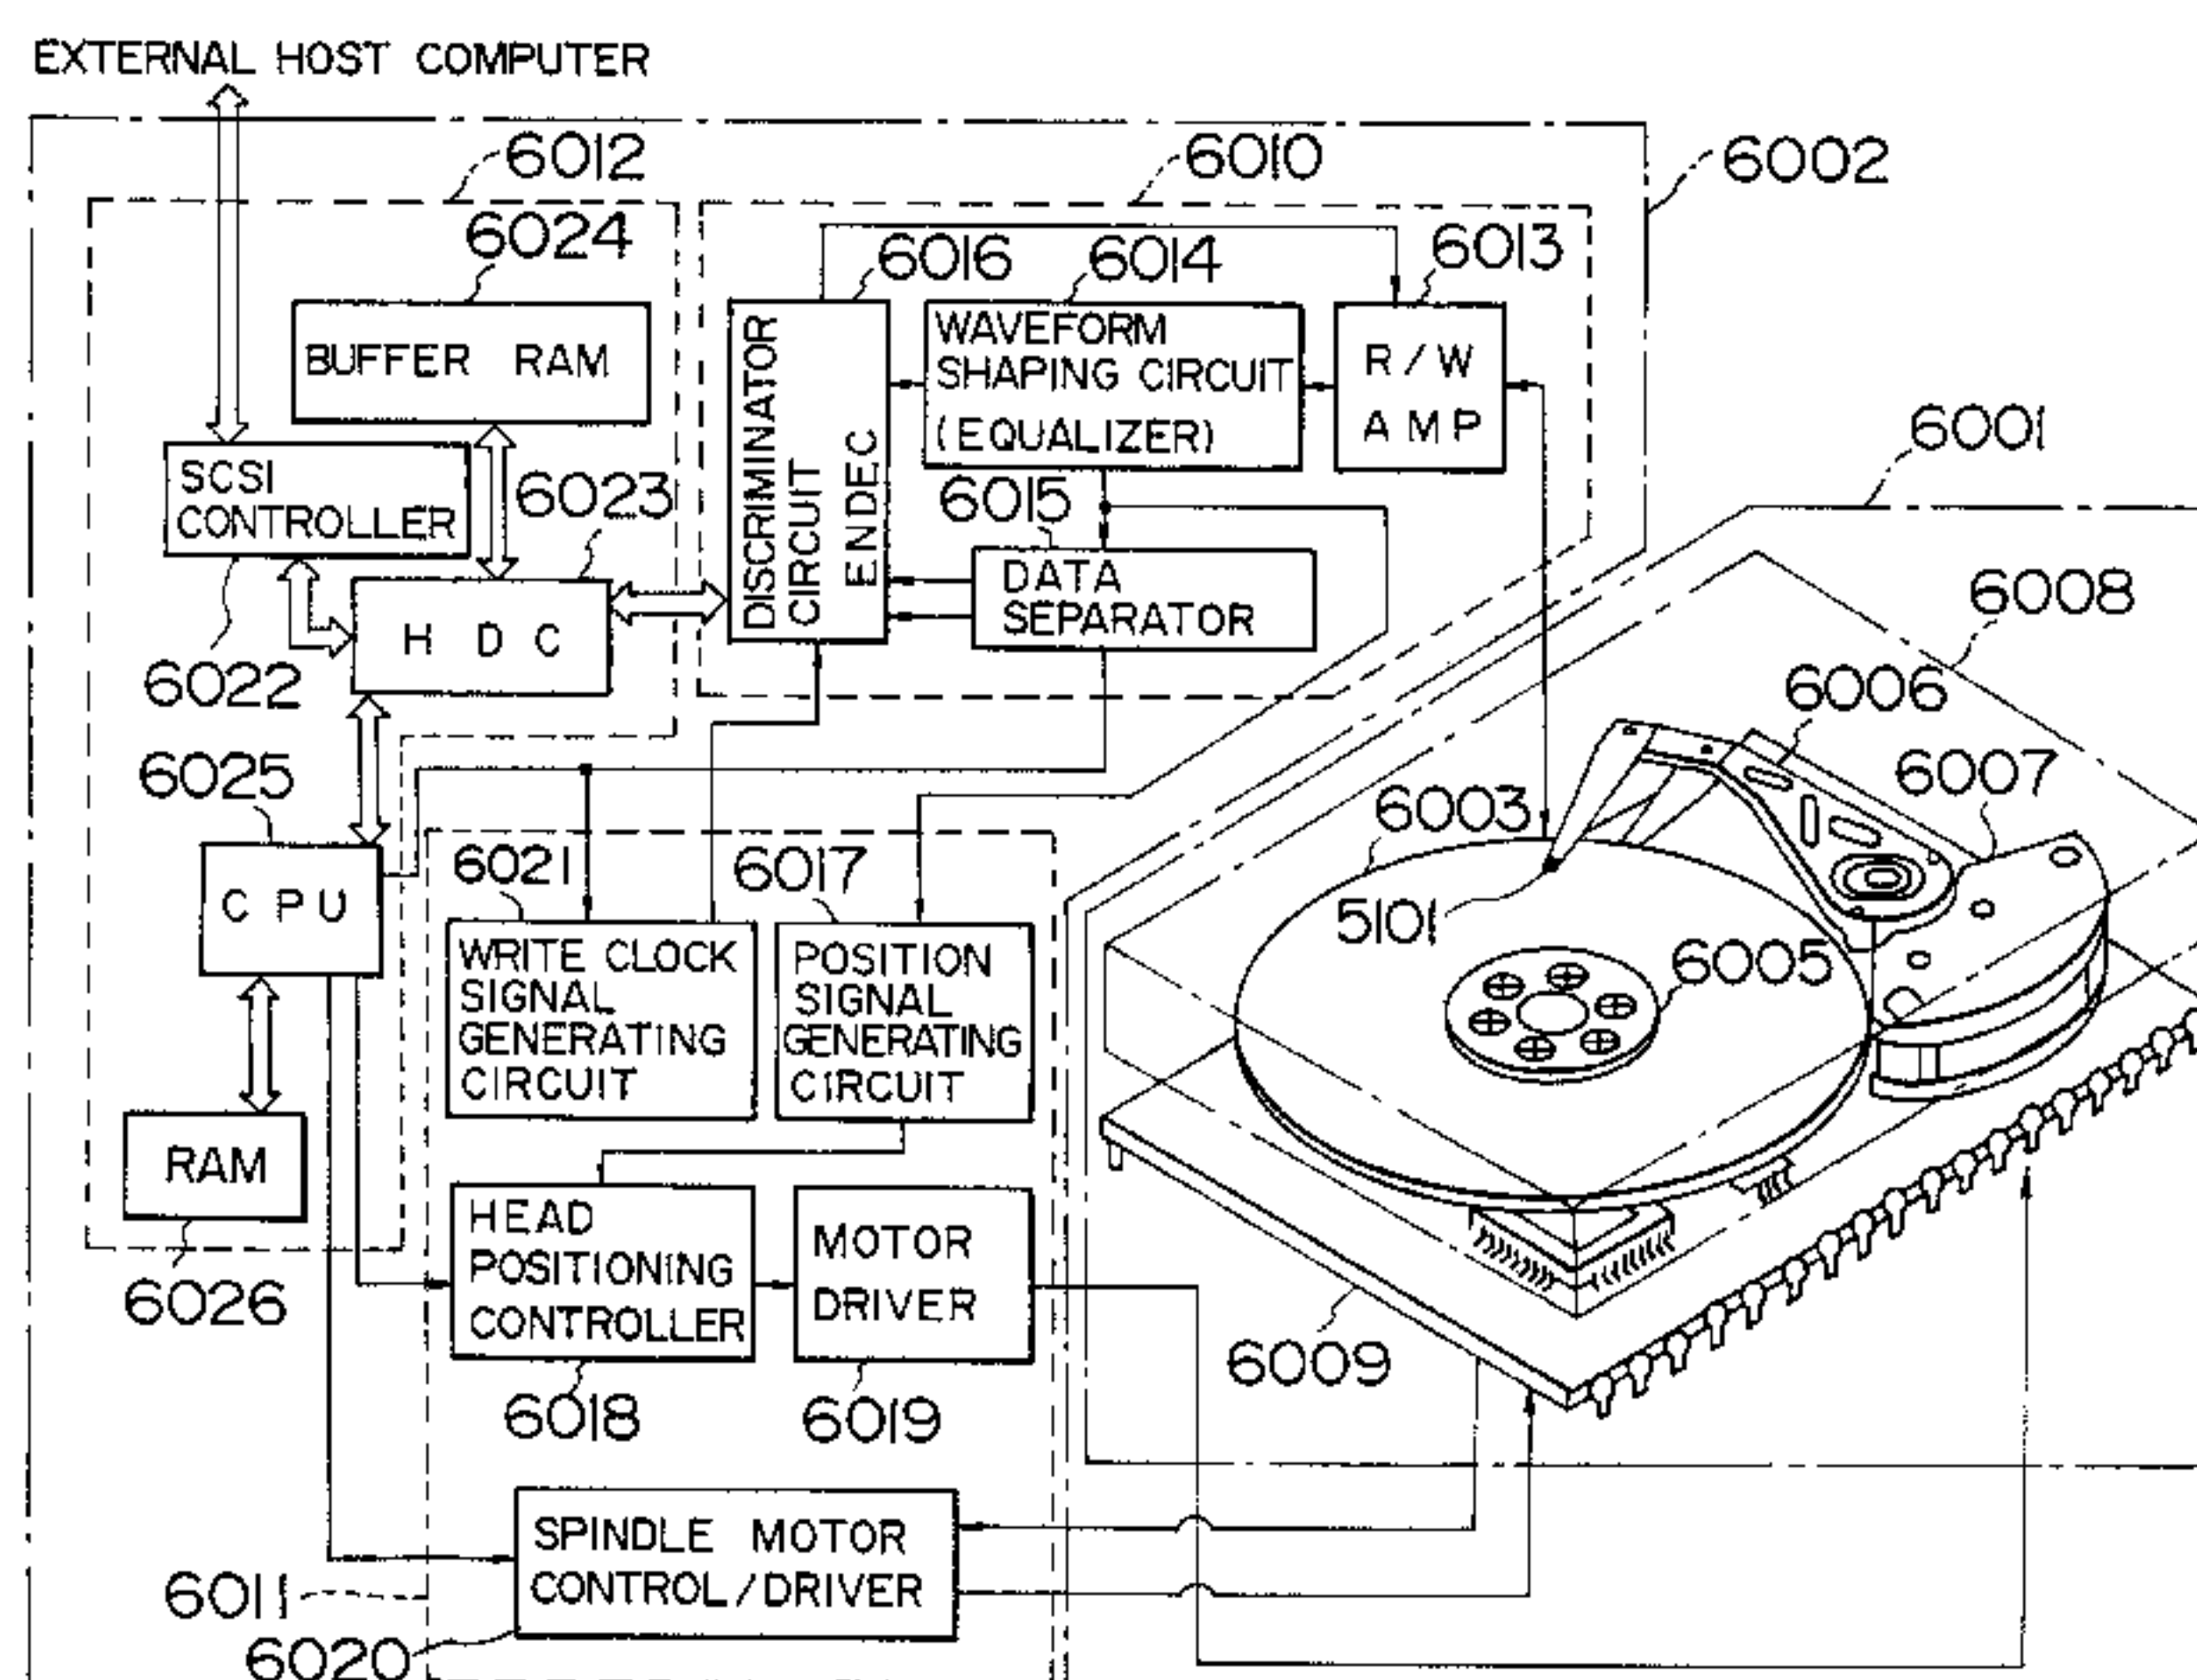 EXTERNAL HOST COMPUTER
6012
6010
6002
6024
6016
6014
6013
BUFFER RAM
DISCRIMINATOR
CIRCUIT
ENDEC
WAVEFORM
SHAPING CIRCUIT
(EQUALIZER)
R/W
AMP
6001
SCSI
CONTROLLER
6023
6015
DATA
SEPARATOR
6008
HDC
6022
6006
6025
6007
6003
CPU
6021
6017
5101
6005
WRITE CLOCK
SIGNAL
GENERATING
CIRCUIT
POSITION
SIGNAL
GENERATING
CIRCUIT
RAM
HEAD
POSITIONING
CONTROLLER
MOTOR
DRIVER
6026
6009
6018
6019
SPINDLE MOTOR
CONTROL/DRIVER
6011
6020